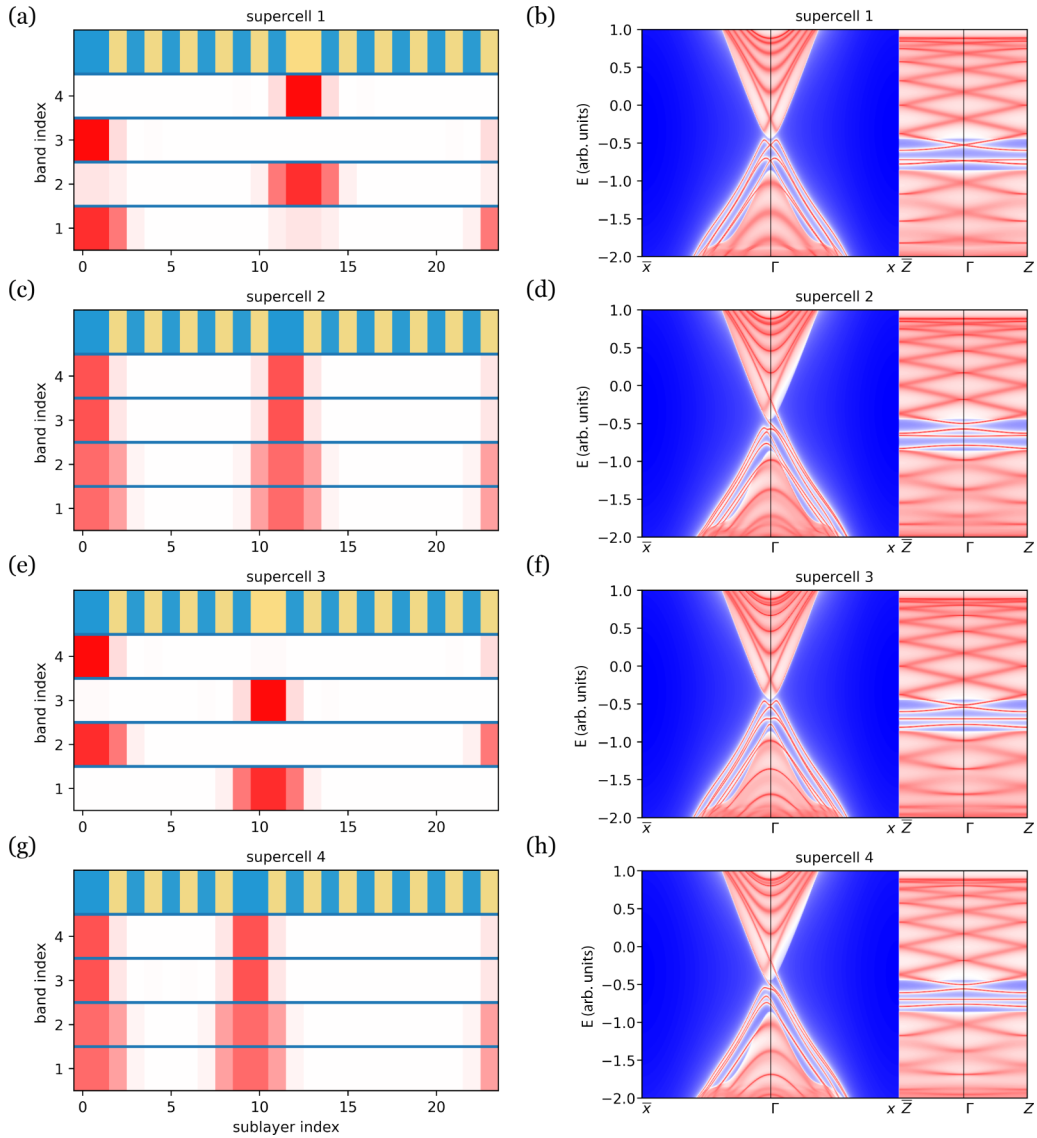 (a)
supercell 1
band index
4
3
2
1
0
5
10
15
20
(b)
supercell 1
E (arb. units)
1.0
0.5
0.0
−0.5
−1.0
−1.5
−2.0
x̅
Γ
x
Z̅
Γ
Z
(c)
supercell 2
band index
4
3
2
1
0
5
10
15
20
(d)
supercell 2
E (arb. units)
1.0
0.5
0.0
−0.5
−1.0
−1.5
−2.0
x̅
Γ
x
Z̅
Γ
Z
(e)
supercell 3
band index
4
3
2
1
0
5
10
15
20
(f)
supercell 3
E (arb. units)
1.0
0.5
0.0
−0.5
−1.0
−1.5
−2.0
x̅
Γ
x
Z̅
Γ
Z
(g)
supercell 4
band index
4
3
2
1
0
5
10
15
20
sublayer index
(h)
supercell 4
E (arb. units)
1.0
0.5
0.0
−0.5
−1.0
−1.5
−2.0
x̅
Γ
x
Z̅
Γ
Z